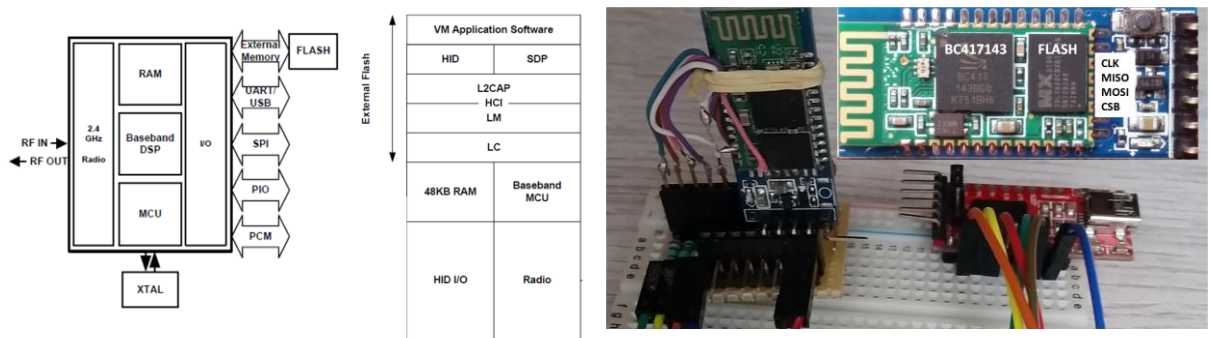 RAM
Baseband
DSP
MCU
2.4
GHz
Radio
I/O
External
Memory
FLASH
UART/
USB
SPI
PIO
PCM
RF IN
RF OUT
XTAL
External Flash
VM Application Software
HID SDP
L2CAP
HCI
LM
LC
48KB RAM Baseband
MCU
HID I/O Radio
BC417143
FLASH
BC417
143BGQ
CLK
MISO
MOSI
CSB
a b c d e